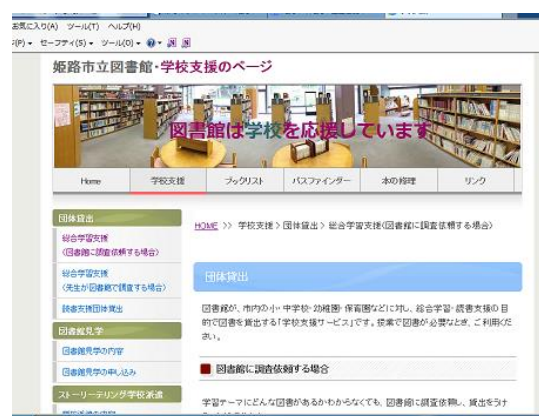 お気に入り(A) ツール(T) ヘルプ(H)
セーフティ(S) ツール(O)
姫路市立図書館・学校支援のページ
図書館は学校を応援しています
Home 学校支援 ブックリスト パスファインダー 本の修理 リンク
団体貸出
総合学習支援
(図書館に調査依頼する場合)
総合学習支援
(先生が図書館で調査する場合)
読書支援団体貸出
図書館見学
図書館見学の内容
図書館見学の申し込み
ストーリーテリング学校派遣
HOME >> 学校支援 > 団体貸出 > 総合学習支援(図書館に調査依頼する場合)
団体貸出
図書館が、市内の小・中学校・幼稚園・保育園などに対し、総合学習・読書支援の目
的で図書を貸出する「学校支援サービス」です。授業で図書が必要なとき、ご利用くだ
さい。
図書館に調査依頼する場合
学習テーマにどんな図書があるかわからなくても、図書館に調査依頼し、貸出をうけ